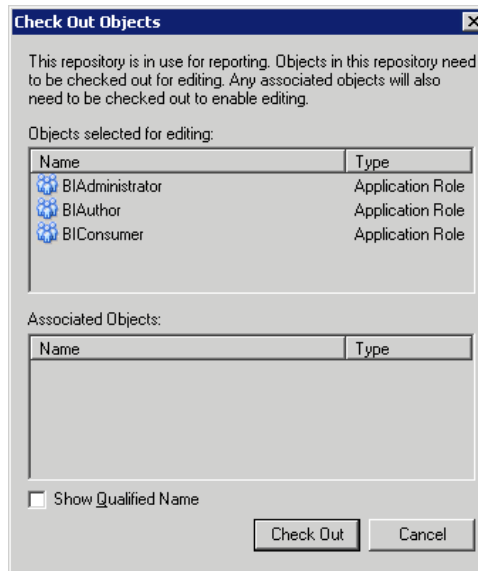 Check Out Objects
This repository is in use for reporting. Objects in this repository need
to be checked out for editing. Any associated objects will also
need to be checked out to enable editing.
Objects selected for editing:
Name Type
BIAdministrator Application Role
BIAuthor Application Role
BIConsumer Application Role
Associated Objects:
Name Type
Show Qualified Name
Check Out Cancel